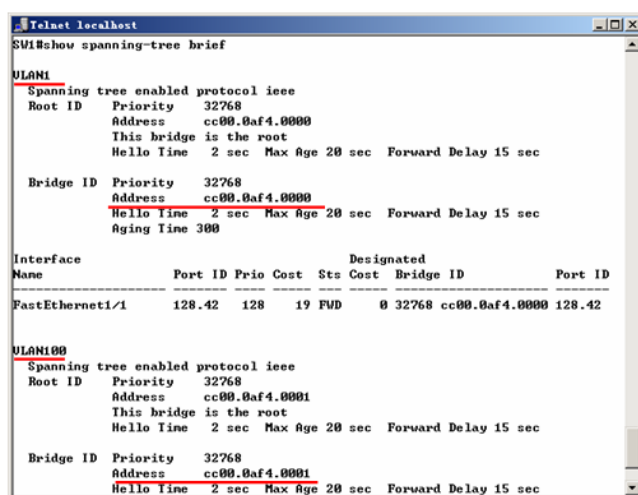 Telnet localhost
SW1#show spanning-tree brief
VLAN1
Spanning tree enabled protocol ieee
Root ID Priority 32768
Address cc00.0af4.0000
This bridge is the root
Hello Time 2 sec Max Age 20 sec Forward Delay 15 sec
Bridge ID Priority 32768
Address cc00.0af4.0000
Hello Time 2 sec Max Age 20 sec Forward Delay 15 sec
Aging Time 300
Interface Designated
Name Port ID Prio Cost Sts Cost Bridge ID Port ID
-------------------- ------- ---- ----- --- ----- -------------------- -------
FastEthernet1/1 128.42 128 19 FWD 0 32768 cc00.0af4.0000 128.42
VLAN100
Spanning tree enabled protocol ieee
Root ID Priority 32768
Address cc00.0af4.0001
This bridge is the root
Hello Time 2 sec Max Age 20 sec Forward Delay 15 sec
Bridge ID Priority 32768
Address cc00.0af4.0001
Hello Time 2 sec Max Age 20 sec Forward Delay 15 sec